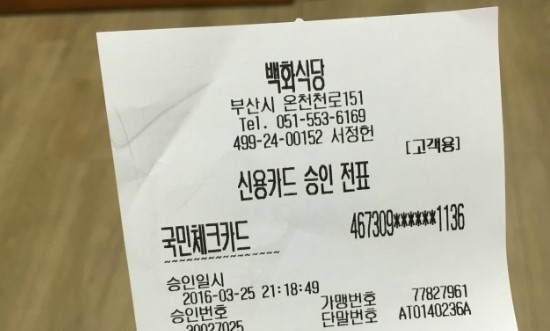 백화식당
부산시 온천천로151
Tel. 051-553-6169
499-24-00152 서정헌
[고객용]
신용카드 승인 전표
국민체크카드 467309******1136
승인일시
2016-03-25 21:18:49
가맹번호 77827961
승인번호
단말번호 AT0140236A
30027025